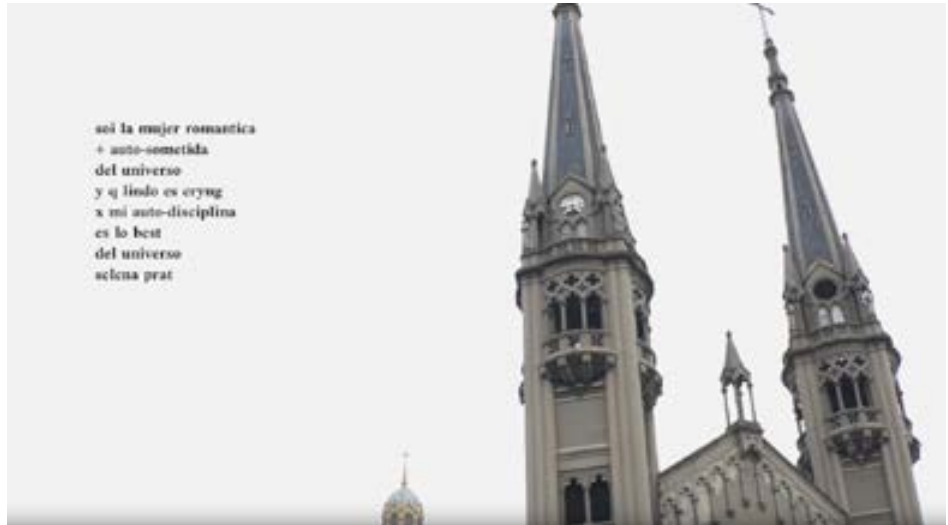 soi la mujer romantica
+ auto-sometida
del universo
y q lindo es cryng
x mi auto-disciplina
es lo best
del universo
selena prat